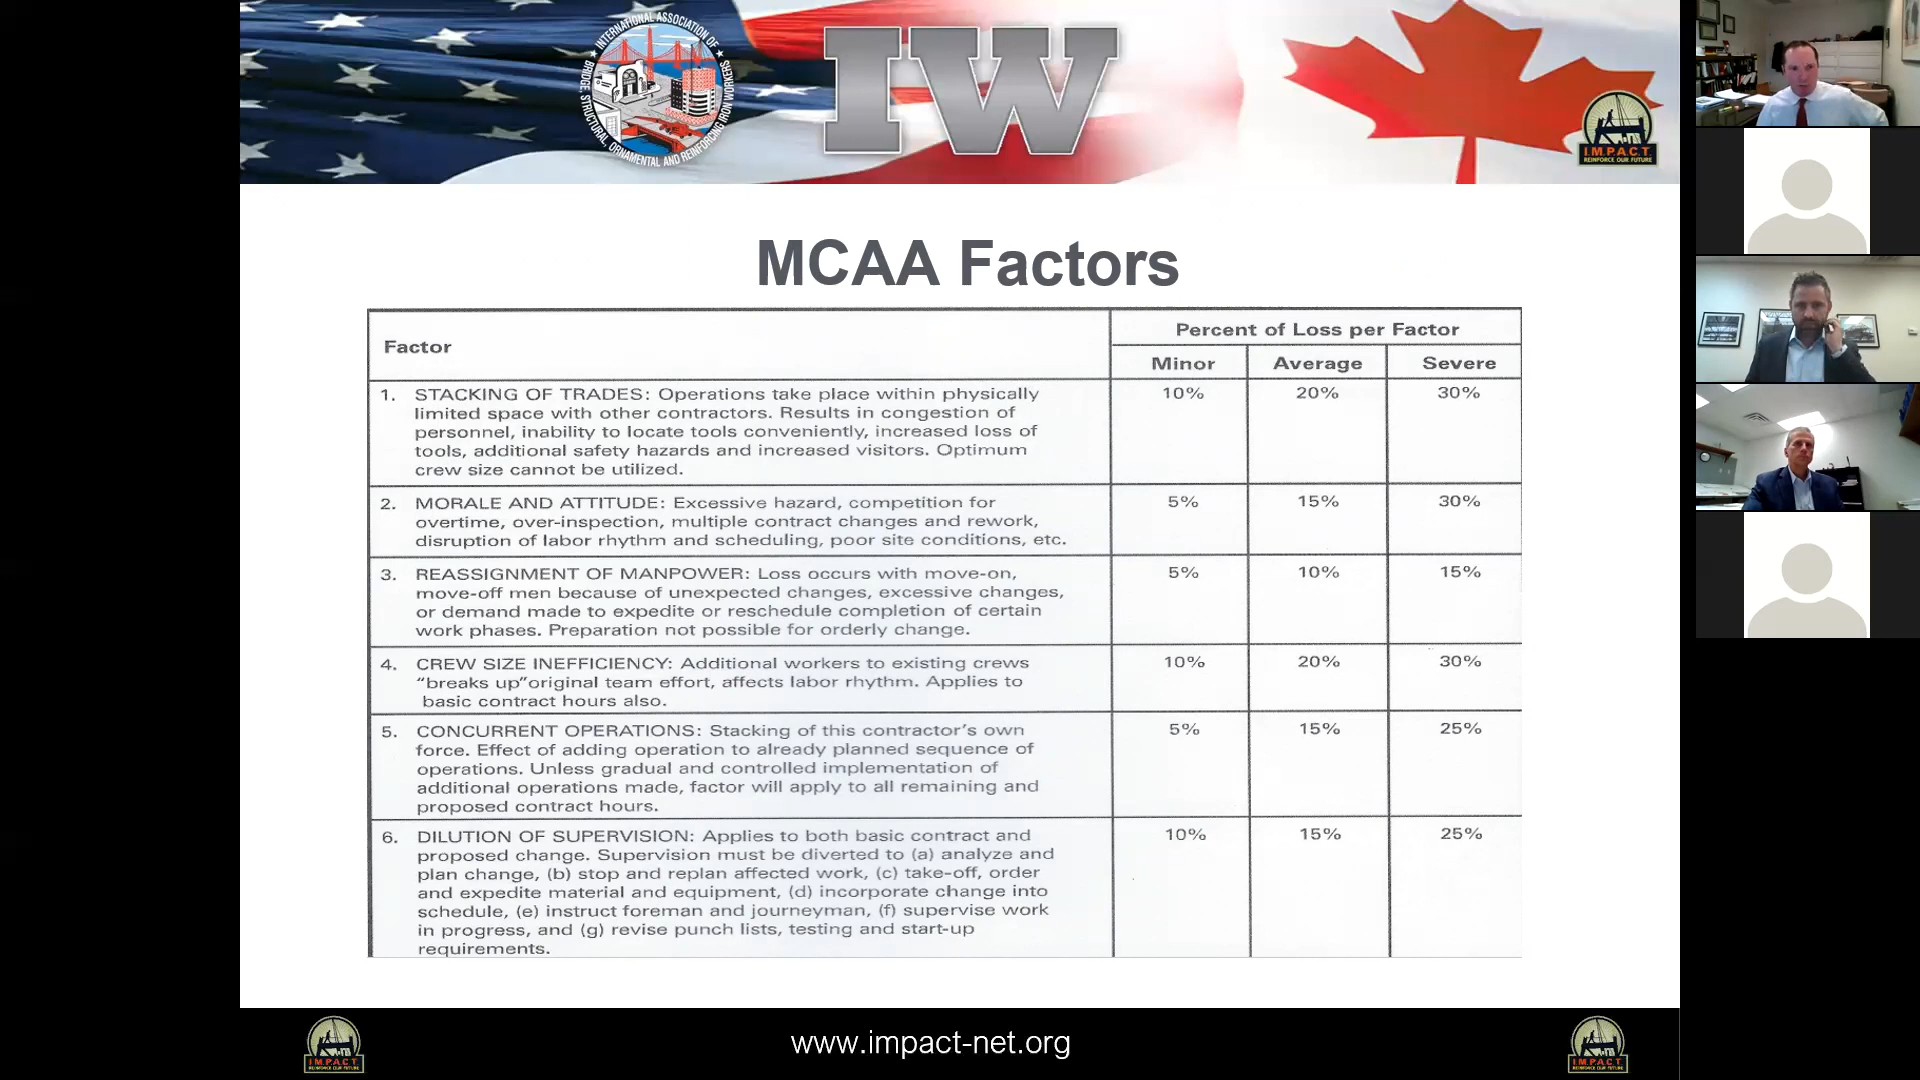 INTERNATIONAL ASSOCIATION OF
BRIDGE, STRUCTURAL, ORNAMENTAL AND REINFORCING IRON WORKERS
IW
I.M.P.A.C.T.
REINFORCE OUR FUTURE
MCAA Factors
Factor
Percent of Loss per Factor
Minor Average Severe
1. STACKING OF TRADES: Operations take place within physically 10% 20% 30%
limited space with other contractors. Results in congestion of
personnel, inability to locate tools conveniently, increased loss of
tools, additional safety hazards and increased visitors. Optimum
crew size cannot be utilized.
2. MORALE AND ATTITUDE: Excessive hazard, competition for 5% 15% 30%
overtime, over-inspection, multiple contract changes and rework,
disruption of labor rhythm and scheduling, poor site conditions, etc.
3. REASSIGNMENT OF MANPOWER: Loss occurs with move-on, 5% 10% 15%
move-off men because of unexpected changes, excessive changes,
or demand made to expedite or reschedule completion of certain
work phases. Preparation not possible for orderly change.
4. CREW SIZE INEFFICIENCY: Additional workers to existing crews 10% 20% 30%
"breaks up"original team effort, affects labor rhythm. Applies to
basic contract hours also.
5. CONCURRENT OPERATIONS: Stacking of this contractor's own 5% 15% 25%
force. Effect of adding operation to already planned sequence of
operations. Unless gradual and controlled implementation of
additional operations made, factor will apply to all remaining and
proposed contract hours.
6. DILUTION OF SUPERVISION: Applies to both basic contract and 10% 15% 25%
proposed change. Supervision must be diverted to (a) analyze and
plan change, (b) stop and replan affected work, (c) take-off, order
and expedite material and equipment, (d) incorporate change into
schedule, (e) instruct foreman and journeyman, (f) supervise work
in progress, and (g) revise punch lists, testing and start-up
requirements.
I.M.P.A.C.T.
REINFORCE OUR FUTURE
www.impact-net.org
I.M.P.A.C.T.
REINFORCE OUR FUTURE